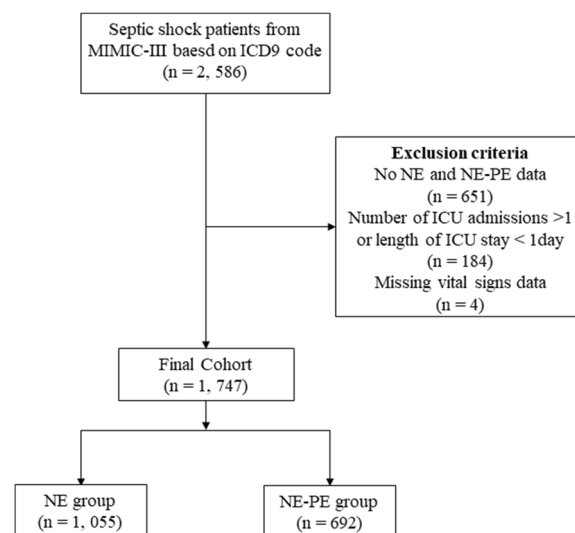 Septic shock patients from
MIMIC-III baesd on ICD9 code
(n = 2, 586)
Exclusion criteria
No NE and NE-PE data
(n = 651)
Number of ICU admissions >1
or length of ICU stay < 1day
(n = 184)
Missing vital signs data
(n = 4)
Final Cohort
(n = 1, 747)
NE group
(n = 1, 055)
NE-PE group
(n = 692)